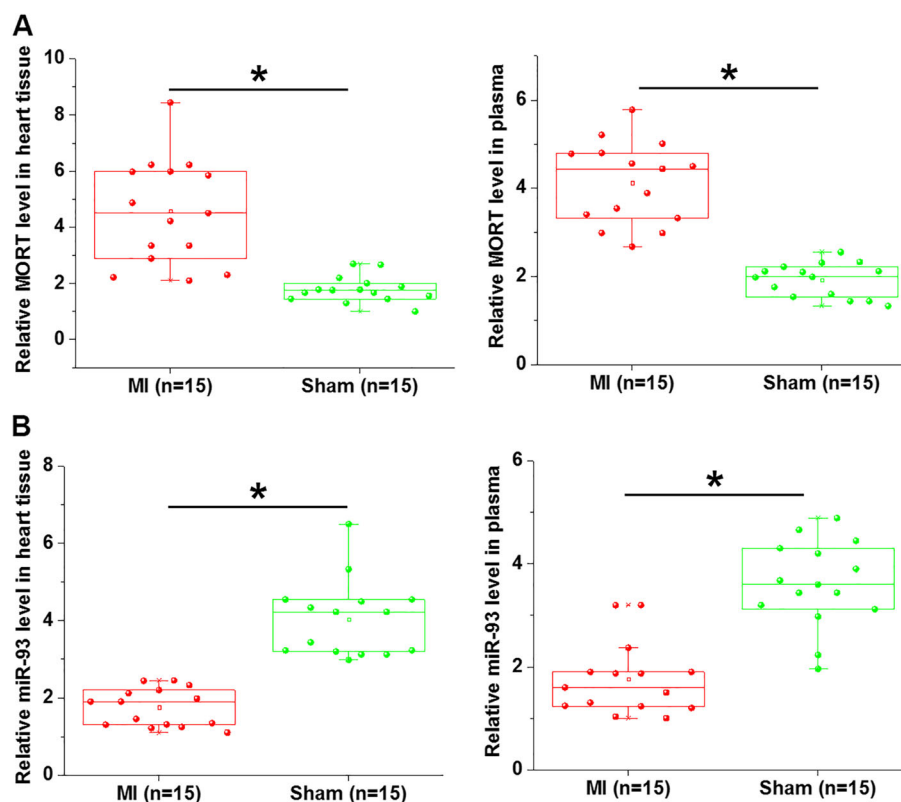 A
Relative MORT level in heart tissue
10
8
6
4
2
0
*
MI (n=15)
Sham (n=15)
Relative MORT level in plasma
6
4
2
0
*
MI (n=15)
Sham (n=15)
B
Relative miR-93 level in heart tissue
8
6
4
2
0
*
MI (n=15)
Sham (n=15)
Relative miR-93 level in plasma
6
4
2
0
*
MI (n=15)
Sham (n=15)